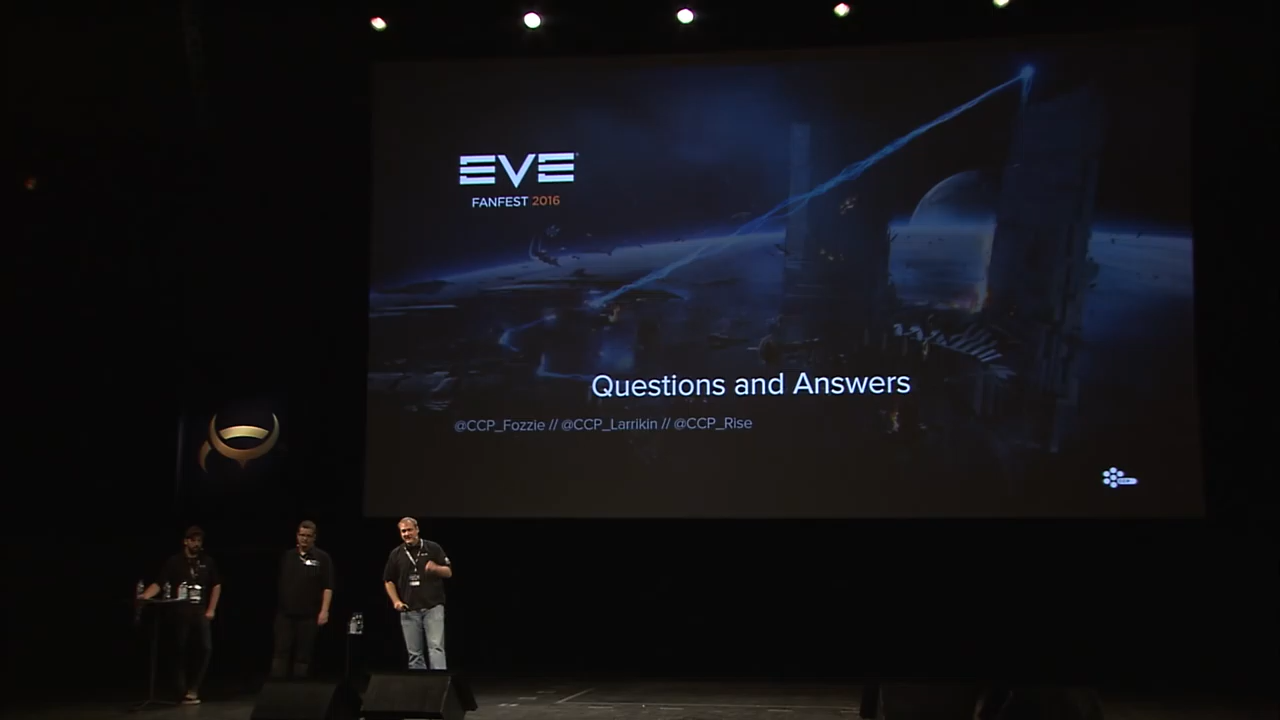 EVE
FANFEST 2016
Questions and Answers
@CCP_Fozzie // @CCP_Larrikin // @CCP_Rise